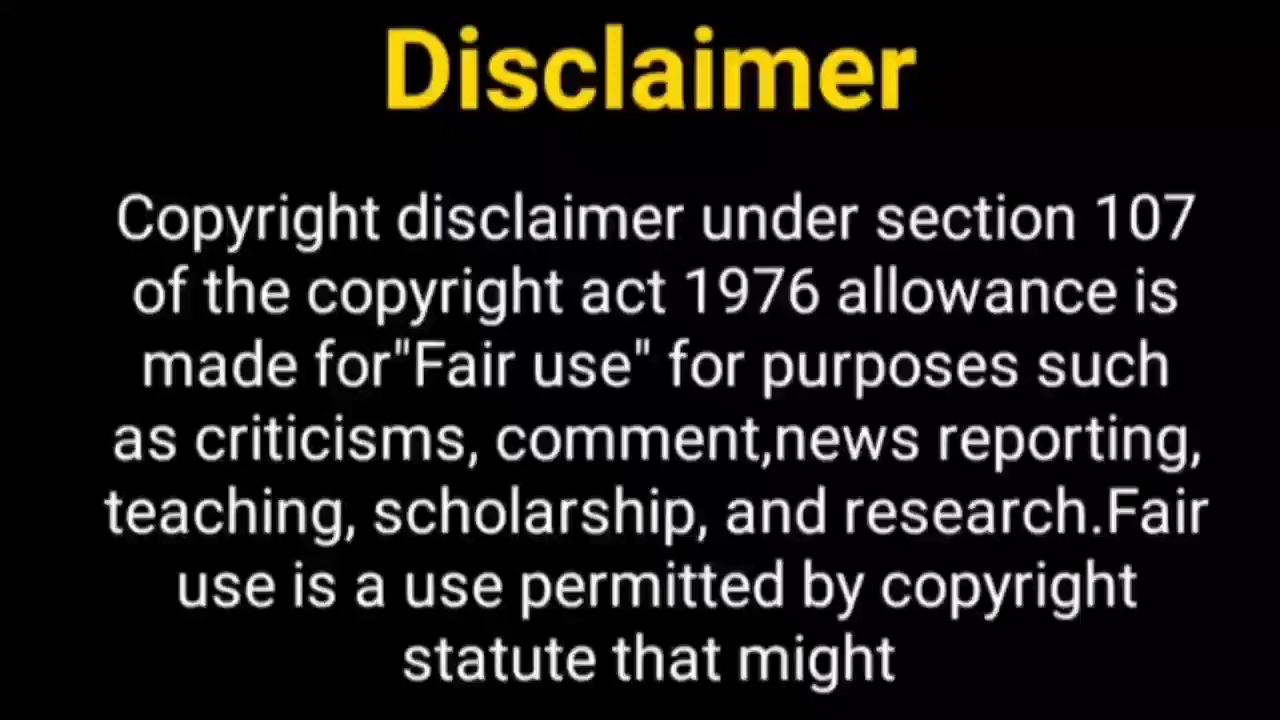 Disclaimer
Copyright disclaimer under section 107
of the copyright act 1976 allowance is
made for"Fair use" for purposes such
as criticisms, comment,news reporting,
teaching, scholarship, and research.Fair
use is a use permitted by copyright
statute that might